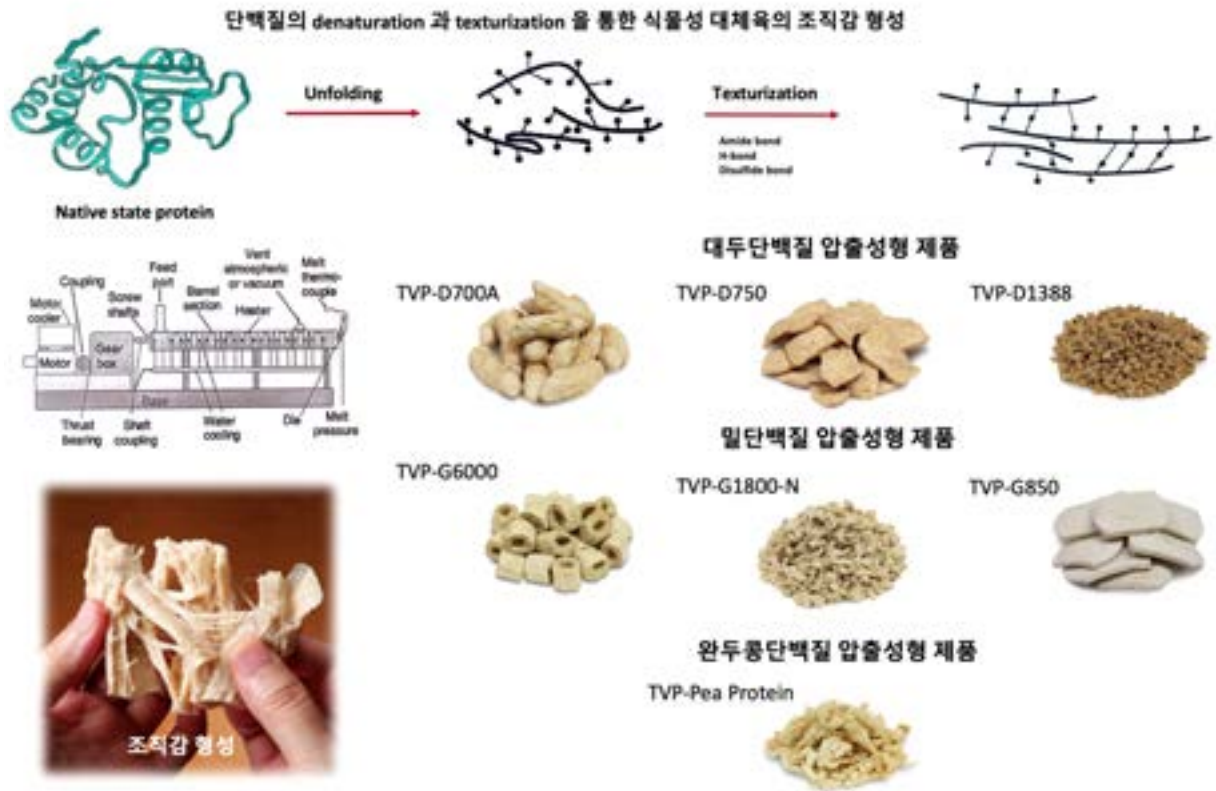 단백질의 denaturation 과 texturization 을 통한 식물성 대체육의 조직감 형성
Unfolding
Texturization
Amide bond
H-bond
Disulfide bond
Native state protein
대두단백질 압출성형 제품
TVP-D700A
TVP-D750
TVP-D1388
Coupling
Motor cooler
Screw shafts
Feed port
Barrel section
Vent atmospheric or vacuum
Heater
Melt thermo-couple
Motor
Gear box
Base
Thrust bearing
Shaft coupling
Water cooling
Die
Melt pressure
밀단백질 압출성형 제품
TVP-G6000
TVP-G1800-N
TVP-G850
완두콩단백질 압출성형 제품
TVP-Pea Protein
조직감 형성